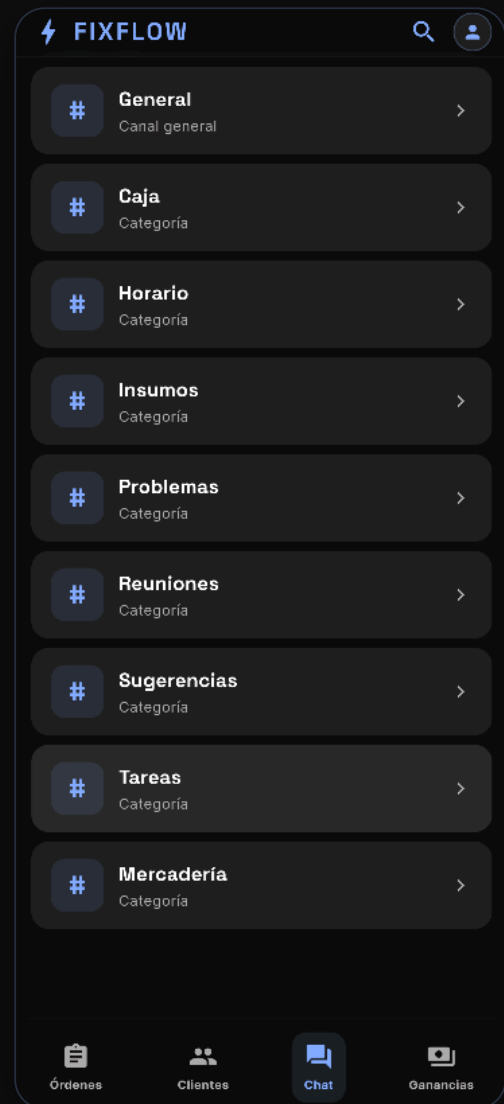 FIXFLOW
#
General
Canal general
#
Caja
Categoría
#
Horario
Categoría
#
Insumos
Categoría
#
Problemas
Categoría
#
Reuniones
Categoría
#
Sugerencias
Categoría
#
Tareas
Categoría
#
Mercadería
Categoría
Órdenes
Clientes
Chat
Ganancias